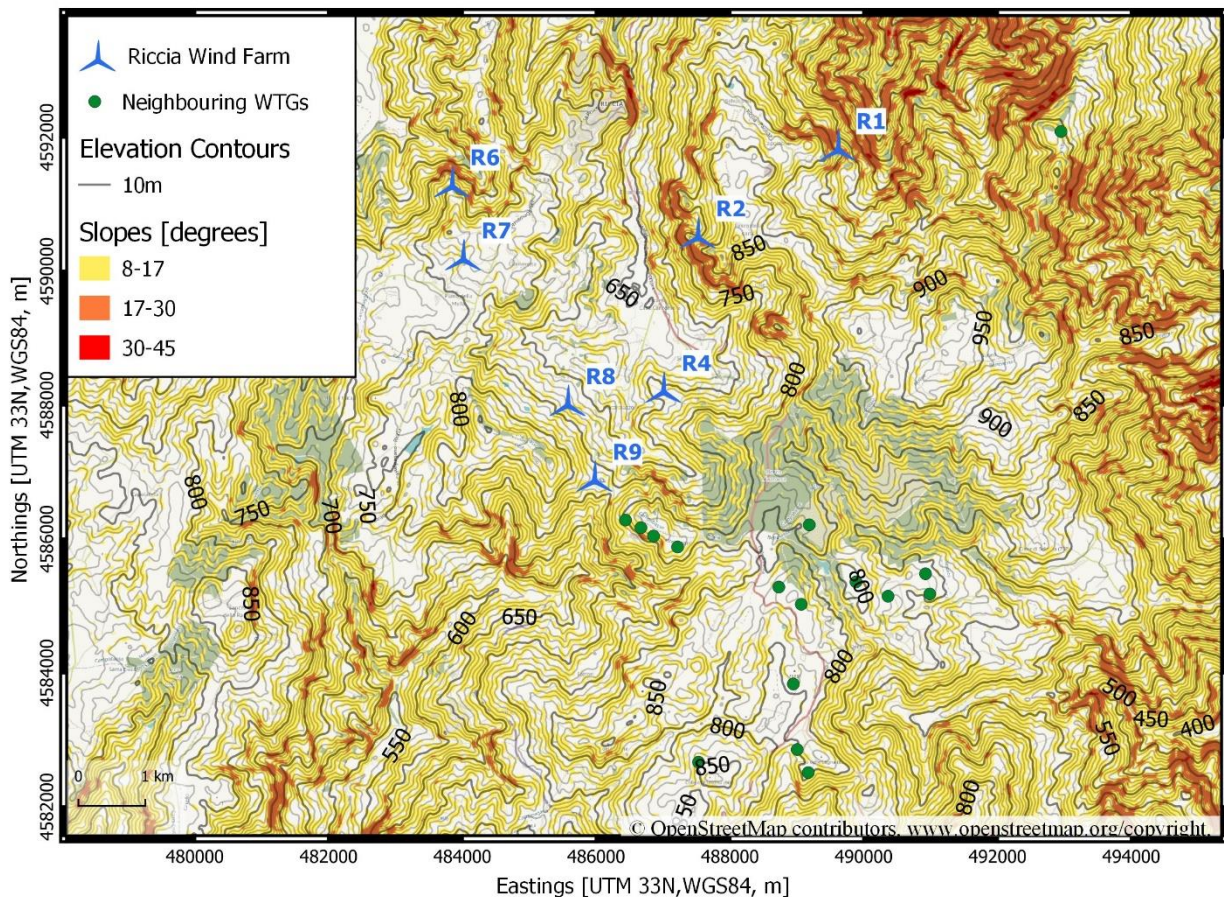 Riccia Wind Farm
Neighbouring WTGs
Elevation Contours
10m
Slopes [degrees]
8-17
17-30
30-45
R1
R6
R2
R7
850
650
750
900
950
850
R4
R8
800
800
850
900
R9
800
750
750
700
800
850
650
600
800
500
450
400
550
850
800
550
850
850
800
0 1 km
© OpenStreetMap contributors, www.openstreetmap.org/copyright.
4592000
4590000
4588000
4586000
4584000
4582000
Northings [UTM 33N,WGS84, m]
480000 482000 484000 486000 488000 490000 492000 494000
Eastings [UTM 33N,WGS84, m]